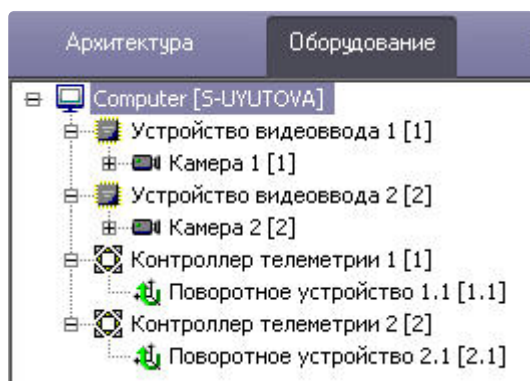 Архитектура Оборудование
Computer [S-UYUTOVA]
Устройство видеоввода 1 [1]
Камера 1 [1]
Устройство видеоввода 2 [2]
Камера 2 [2]
Контроллер телеметрии 1 [1]
Поворотное устройство 1.1 [1.1]
Контроллер телеметрии 2 [2]
Поворотное устройство 2.1 [2.1]